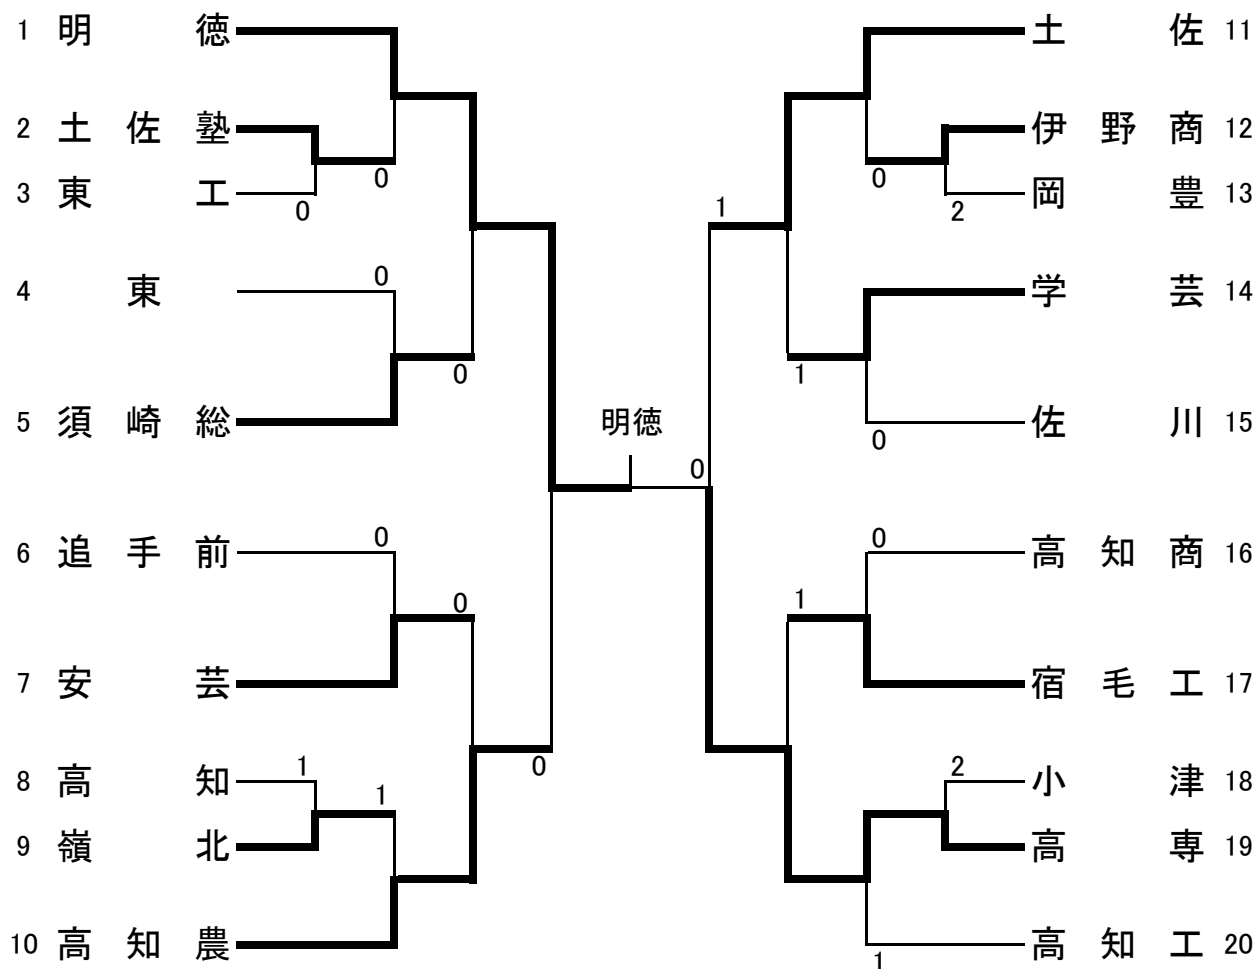 1 明 徳
2 土 佐 塾
0
3 東 工
0
0
4 東
0
5 須 崎 総
0
6 追 手 前
0
7 安 芸
1
8 高 知
1
9 嶺 北
0
10 高 知 農
明徳
0
土 佐 11
伊 野 商 12
0
1
岡 豊 13
2
学 芸 14
1
佐 川 15
0
0
高 知 商 16
1
宿 毛 工 17
2
小 津 18
高 専 19
高 知 工 20
1